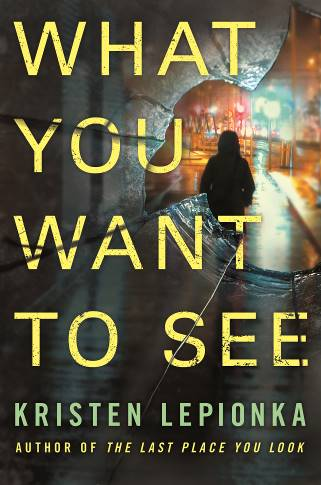 WHAT
YOU
WANT
TO SEE
KRISTEN LEPIONKA
AUTHOR OF THE LAST PLACE YOU LOOK